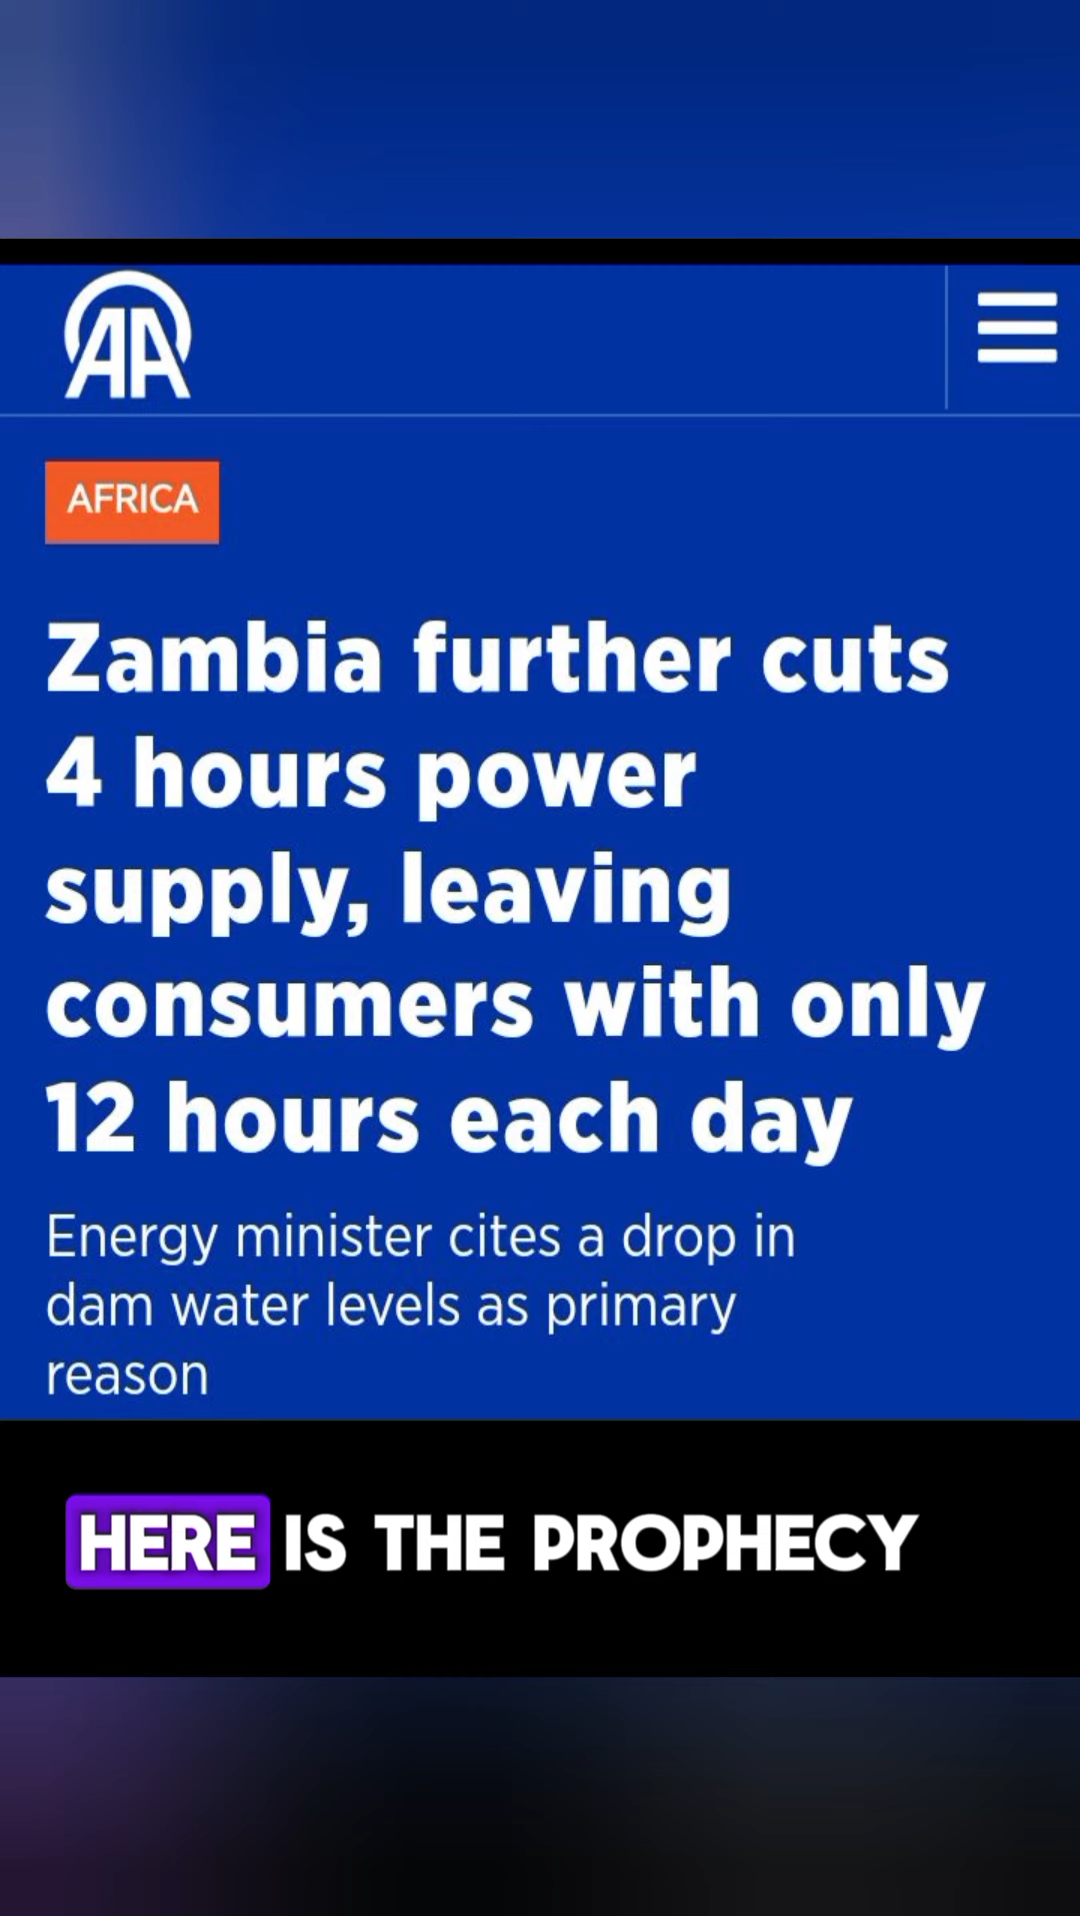 AA
AFRICA
Zambia further cuts
4 hours power
supply, leaving
consumers with only
12 hours each day
Energy minister cites a drop in
dam water levels as primary
reason
HERE IS THE PROPHECY